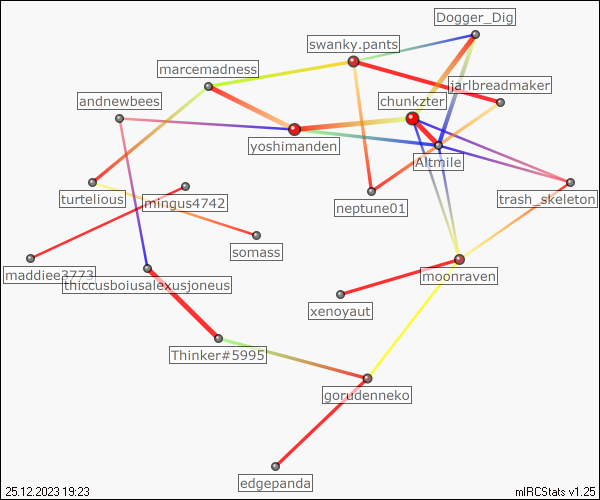 Dogger_Dig
swanky.pants
marcemadness
jarlbreadmaker
andnewbees
chunkzter
yoshimanden
Altmile
turtelious
mingus4742
neptune01
trash_skeleton
somass
maddiee3773
thiccusboiusalexusjoneus
moonraven
xenoyaut
Thinker#5995
gorudenneko
edgepanda
25.12.2023 19:23
mIRCStats v1.25